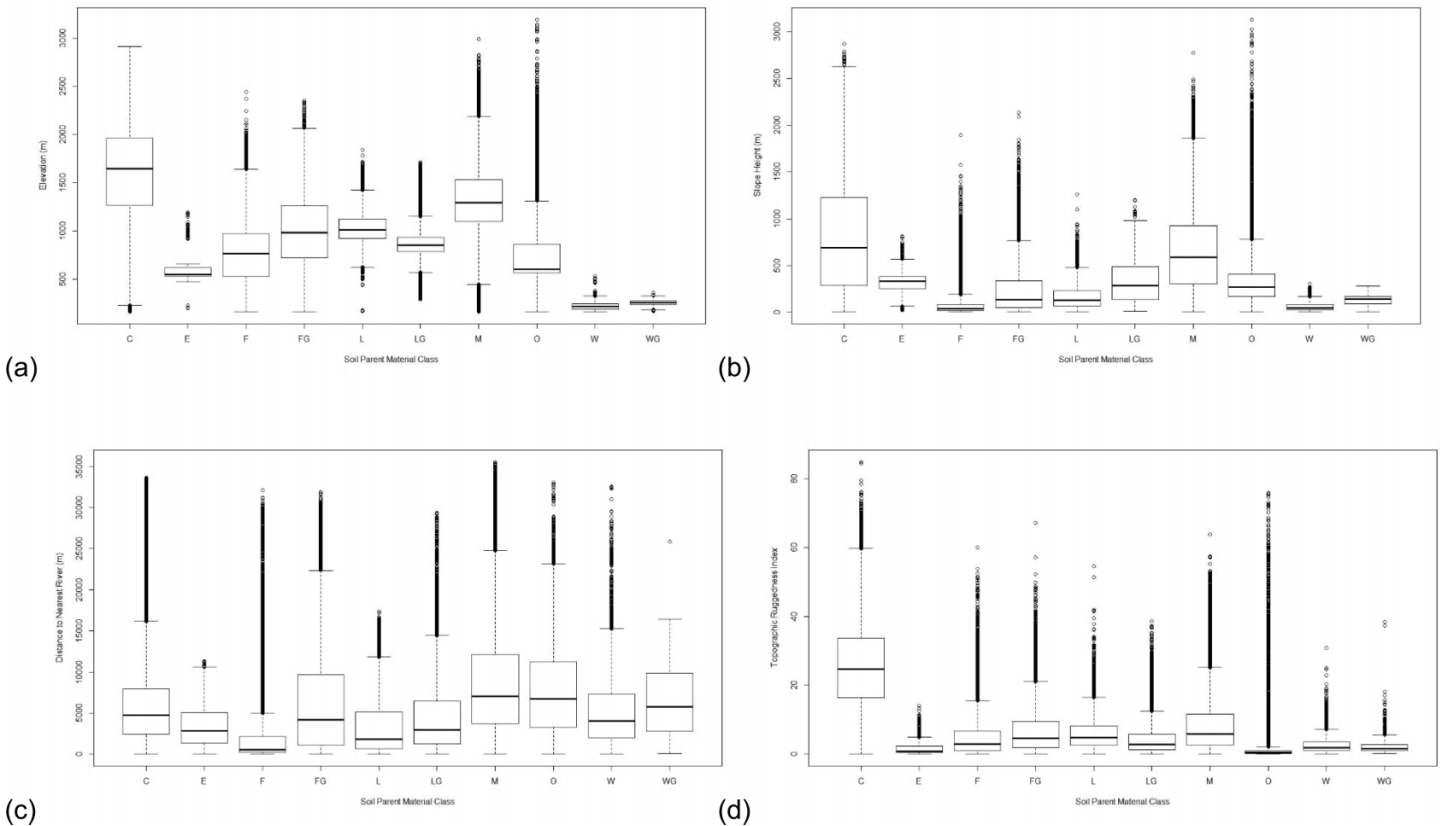 Elevation (m)
3000
2500
2000
1500
1000
500
C E F FG L LG M O W WG
Soil Parent Material Class
(a)
Slope Height (m)
3000
2500
2000
1500
1000
500
0
C E F FG L LG M O W WG
Soil Parent Material Class
(b)
Distance to Nearest River (m)
35000
30000
25000
20000
15000
10000
5000
0
C E F FG L LG M O W WG
Soil Parent Material Class
(c)
Topographic Ruggedness Index
80
60
40
20
0
C E F FG L LG M O W WG
Soil Parent Material Class
(d)